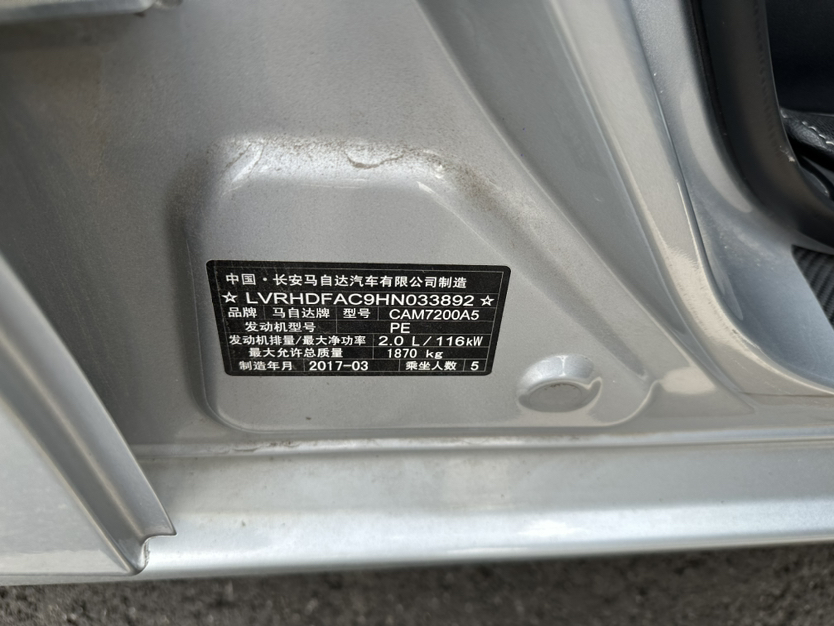 中国·长安马自达汽车有限公司制造
☆ LVRHDFAC9HN033892 ☆
品牌 马自达牌 型号 CAM7200A5
发动机型号 PE
发动机排量/最大净功率 2.0 L/116kW
最大允许总质量 1870 kg
制造年月 2017-03 乘坐人数 5